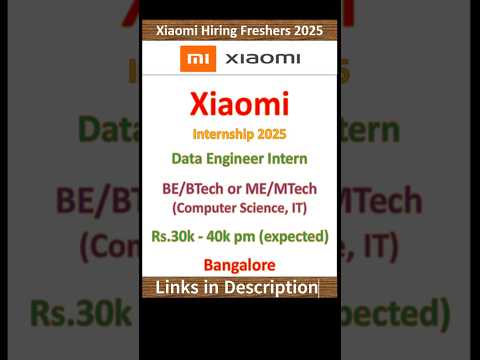 Xiaomi Hiring Freshers 2025
mi xiaomi
Xiaomi
Internship 2025
Data Engineer Intern
BE/BTech or ME/MTech
(Computer Science, IT)
Rs.30k - 40k pm (expected)
Bangalore
Links in Description